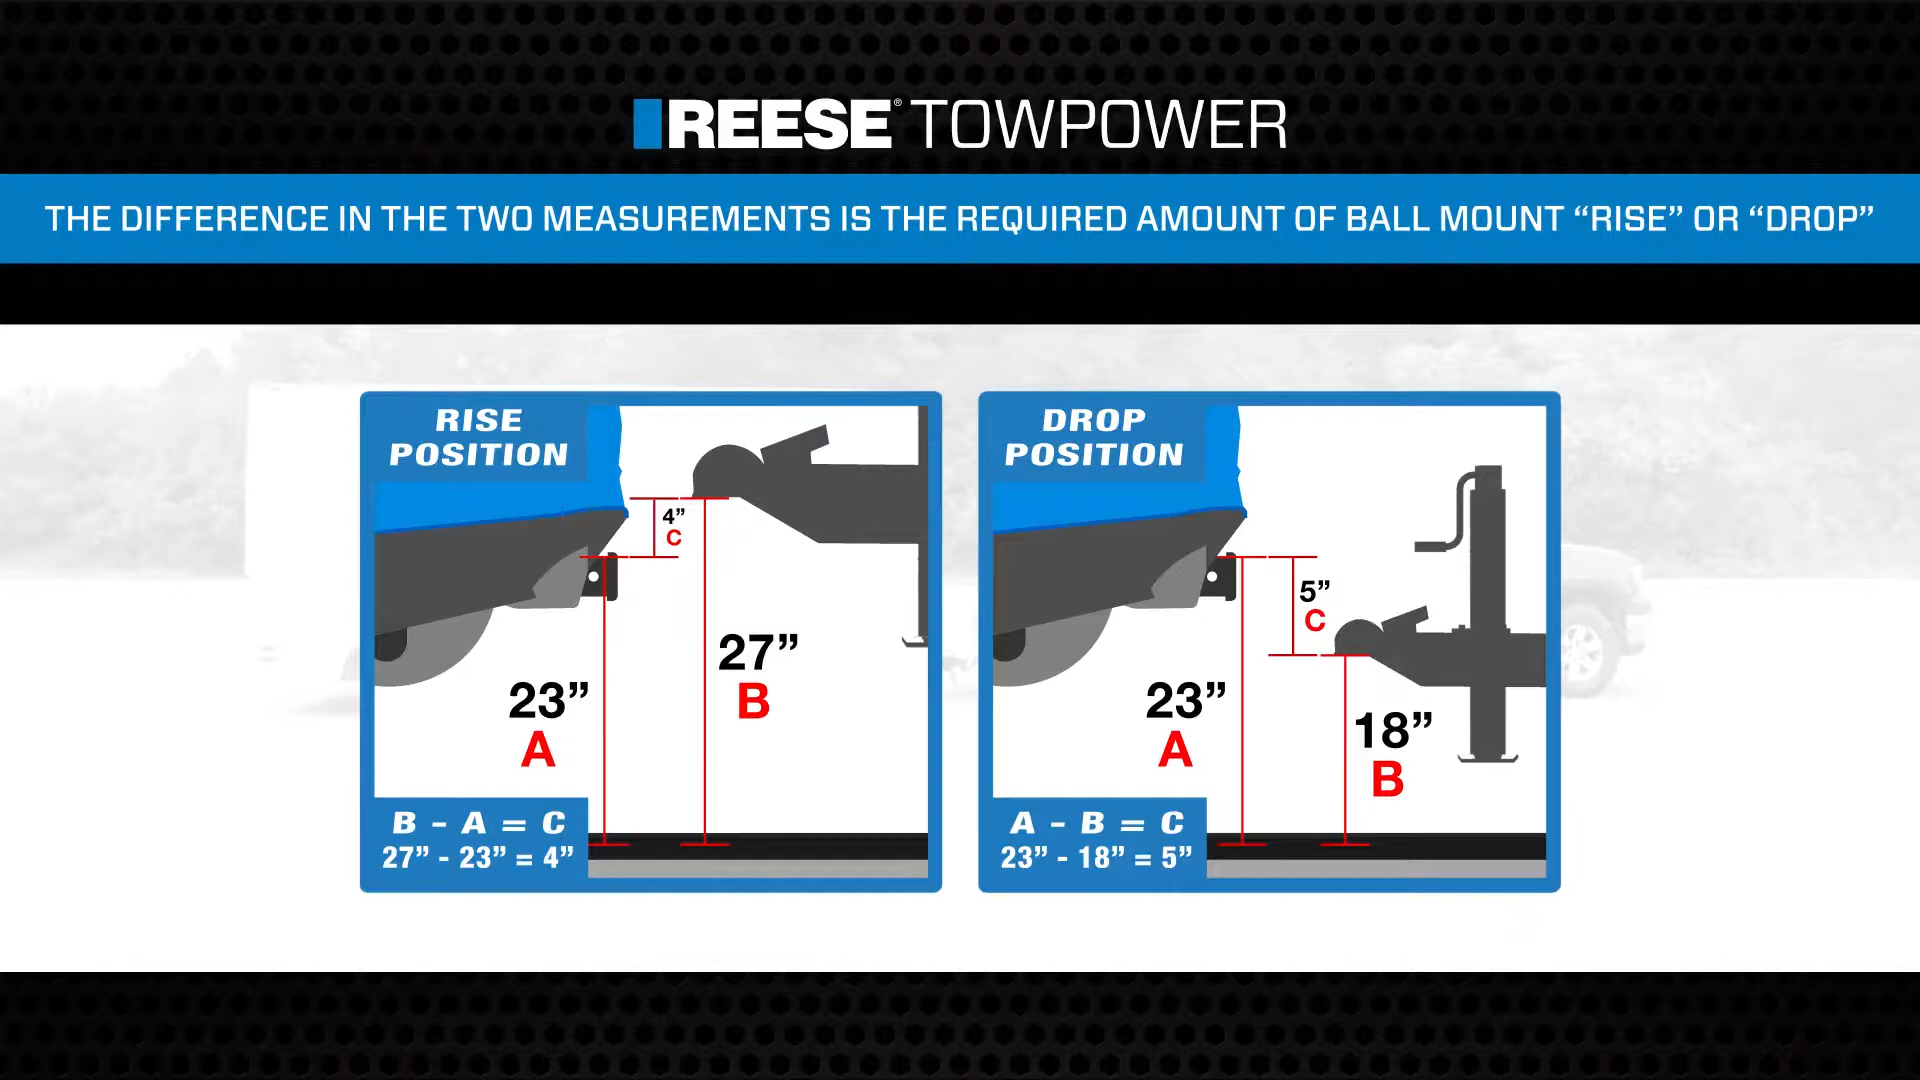 REESE® TOWPOWER
THE DIFFERENCE IN THE TWO MEASUREMENTS IS THE REQUIRED AMOUNT OF BALL MOUNT “RISE” OR “DROP”
RISE
POSITION
4”
C
27”
B
23”
A
B - A = C
27” - 23” = 4”
DROP
POSITION
5”
C
23”
A
18”
B
A - B = C
23” - 18” = 5”